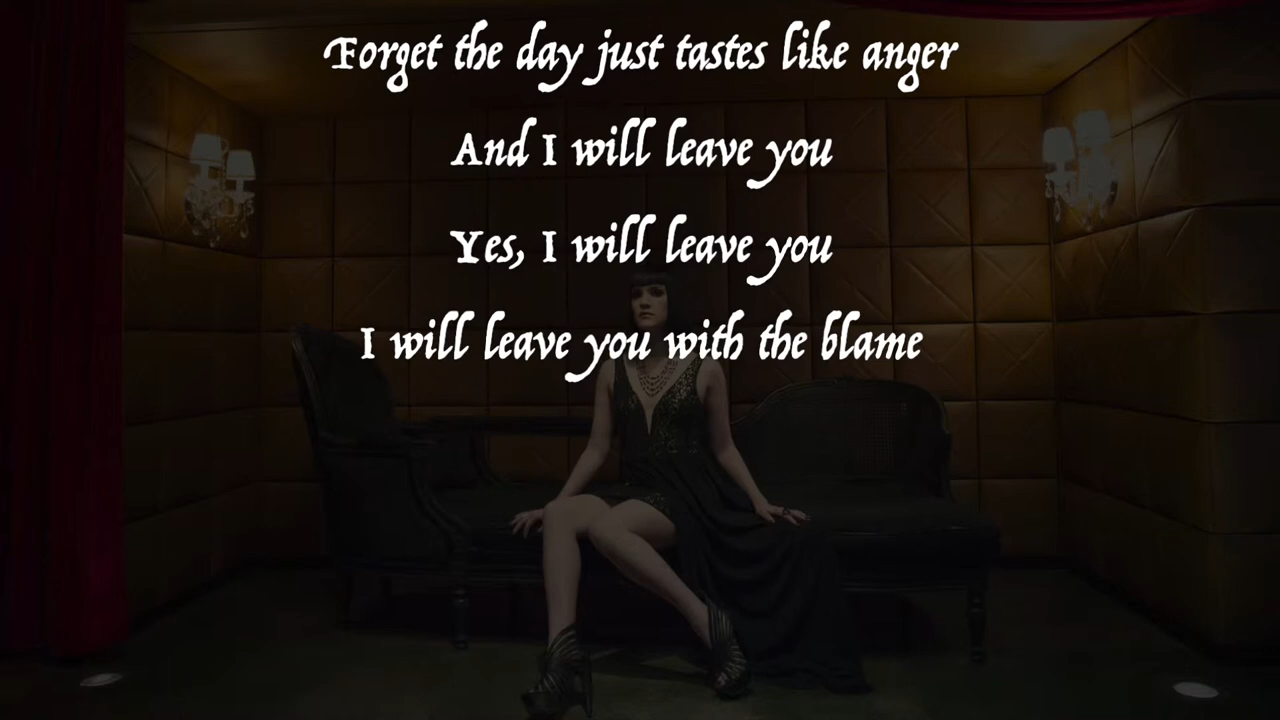 Forget the day just tastes like anger
And I will leave you
Yes, I will leave you
I will leave you with the blame